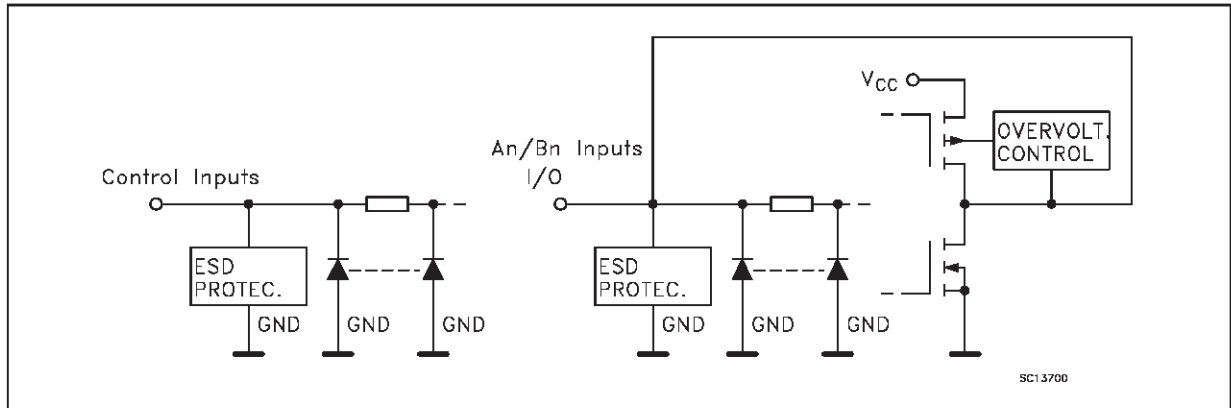 Control Inputs
ESD
PROTEC.
GND
GND
GND
An/Bn Inputs
I/O
ESD
PROTEC.
GND
GND
GND
VCC
OVERVOLT.
CONTROL
SC13700